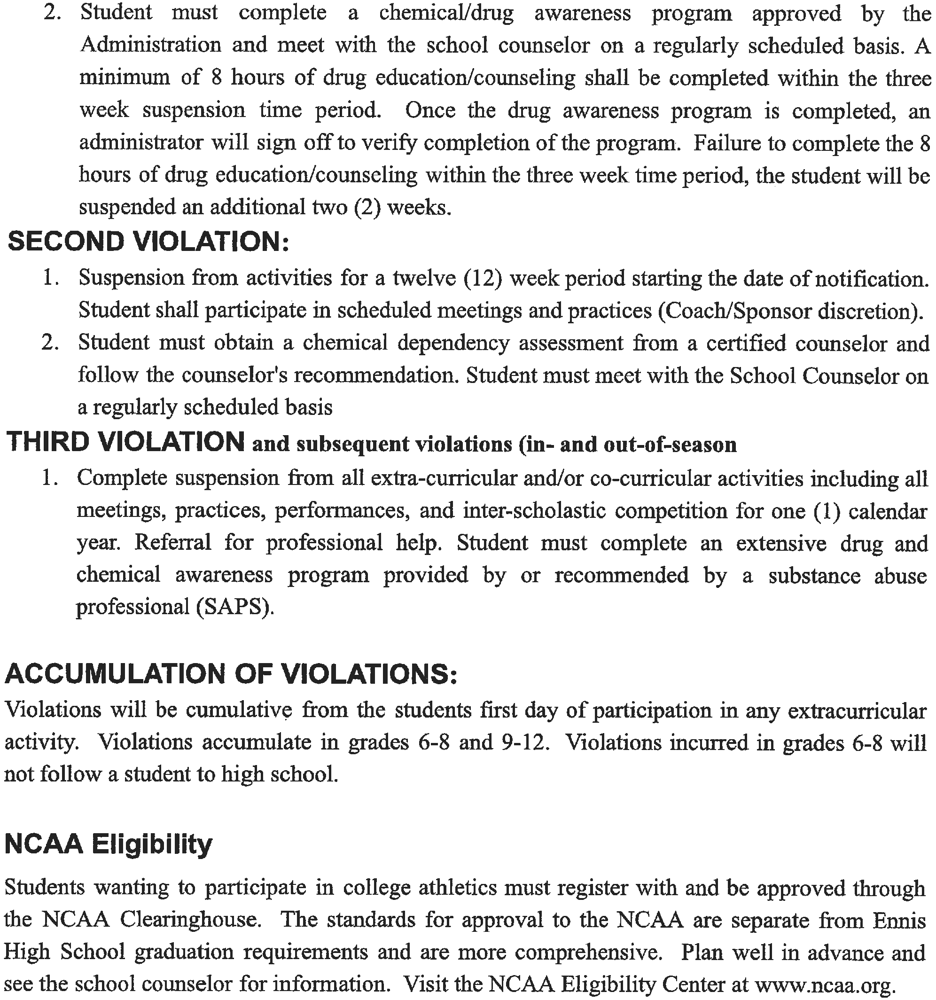 2. Student must complete a chemical/drug awareness program approved by the
Administration and meet with the school counselor on a regularly scheduled basis. A
minimum of 8 hours of drug education/counseling shall be completed within the three
week suspension time period. Once the drug awareness program is completed, an
administrator will sign off to verify completion of the program. Failure to complete the 8
hours of drug education/counseling within the three week time period, the student will be
suspended an additional two (2) weeks.
SECOND VIOLATION:
1. Suspension from activities for a twelve (12) week period starting the date of notification.
Student shall participate in scheduled meetings and practices (Coach/Sponsor discretion).
2. Student must obtain a chemical dependency assessment from a certified counselor and
follow the counselor's recommendation. Student must meet with the School Counselor on
a regularly scheduled basis
THIRD VIOLATION and subsequent violations (in- and out-of-season
1. Complete suspension from all extra-curricular and/or co-curricular activities including all
meetings, practices, performances, and inter-scholastic competition for one (1) calendar
year. Referral for professional help. Student must complete an extensive drug and
chemical awareness program provided by or recommended by a substance abuse
professional (SAPS).
ACCUMULATION OF VIOLATIONS:
Violations will be cumulative from the students first day of participation in any extracurricular
activity. Violations accumulate in grades 6-8 and 9-12. Violations incurred in grades 6-8 will
not follow a student to high school.
NCAA Eligibility
Students wanting to participate in college athletics must register with and be approved through
the NCAA Clearinghouse. The standards for approval to the NCAA are separate from Ennis
High School graduation requirements and are more comprehensive. Plan well in advance and
see the school counselor for information. Visit the NCAA Eligibility Center at www.ncaa.org.